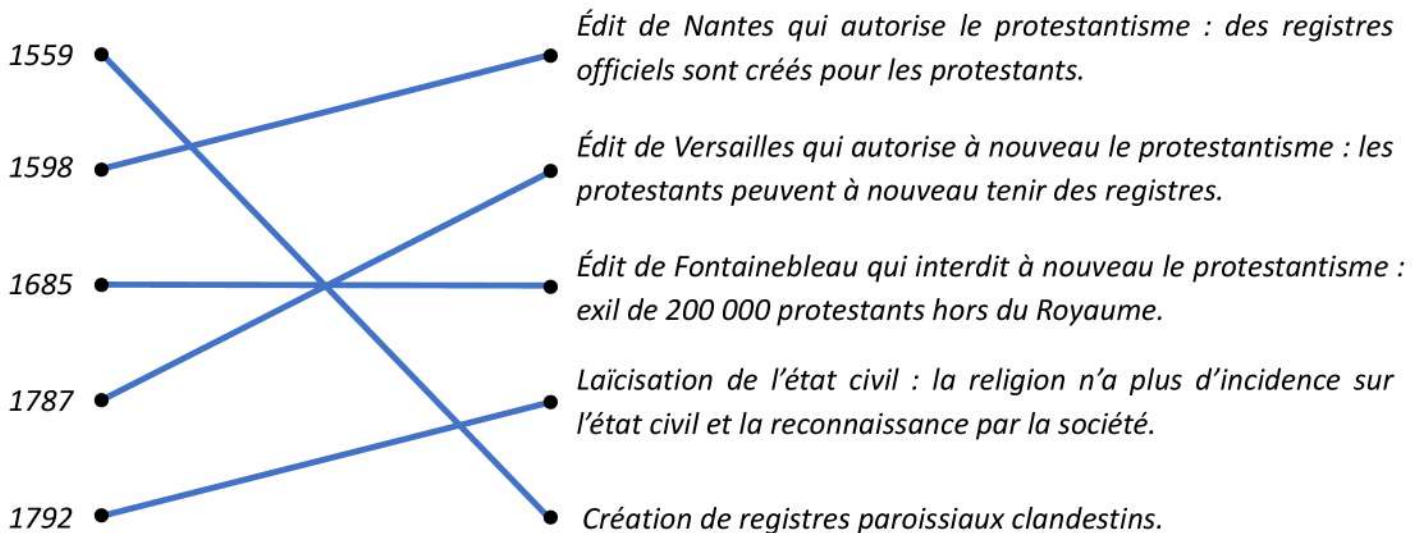 1559
Édit de Nantes qui autorise le protestantisme : des registres
officiels sont créés pour les protestants.
1598
Édit de Versailles qui autorise à nouveau le protestantisme : les
protestants peuvent à nouveau tenir des registres.
1685
Édit de Fontainebleau qui interdit à nouveau le protestantisme :
exil de 200 000 protestants hors du Royaume.
1787
Laïcisation de l’état civil : la religion n’a plus d’incidence sur
l’état civil et la reconnaissance par la société.
1792
Création de registres paroissiaux clandestins.